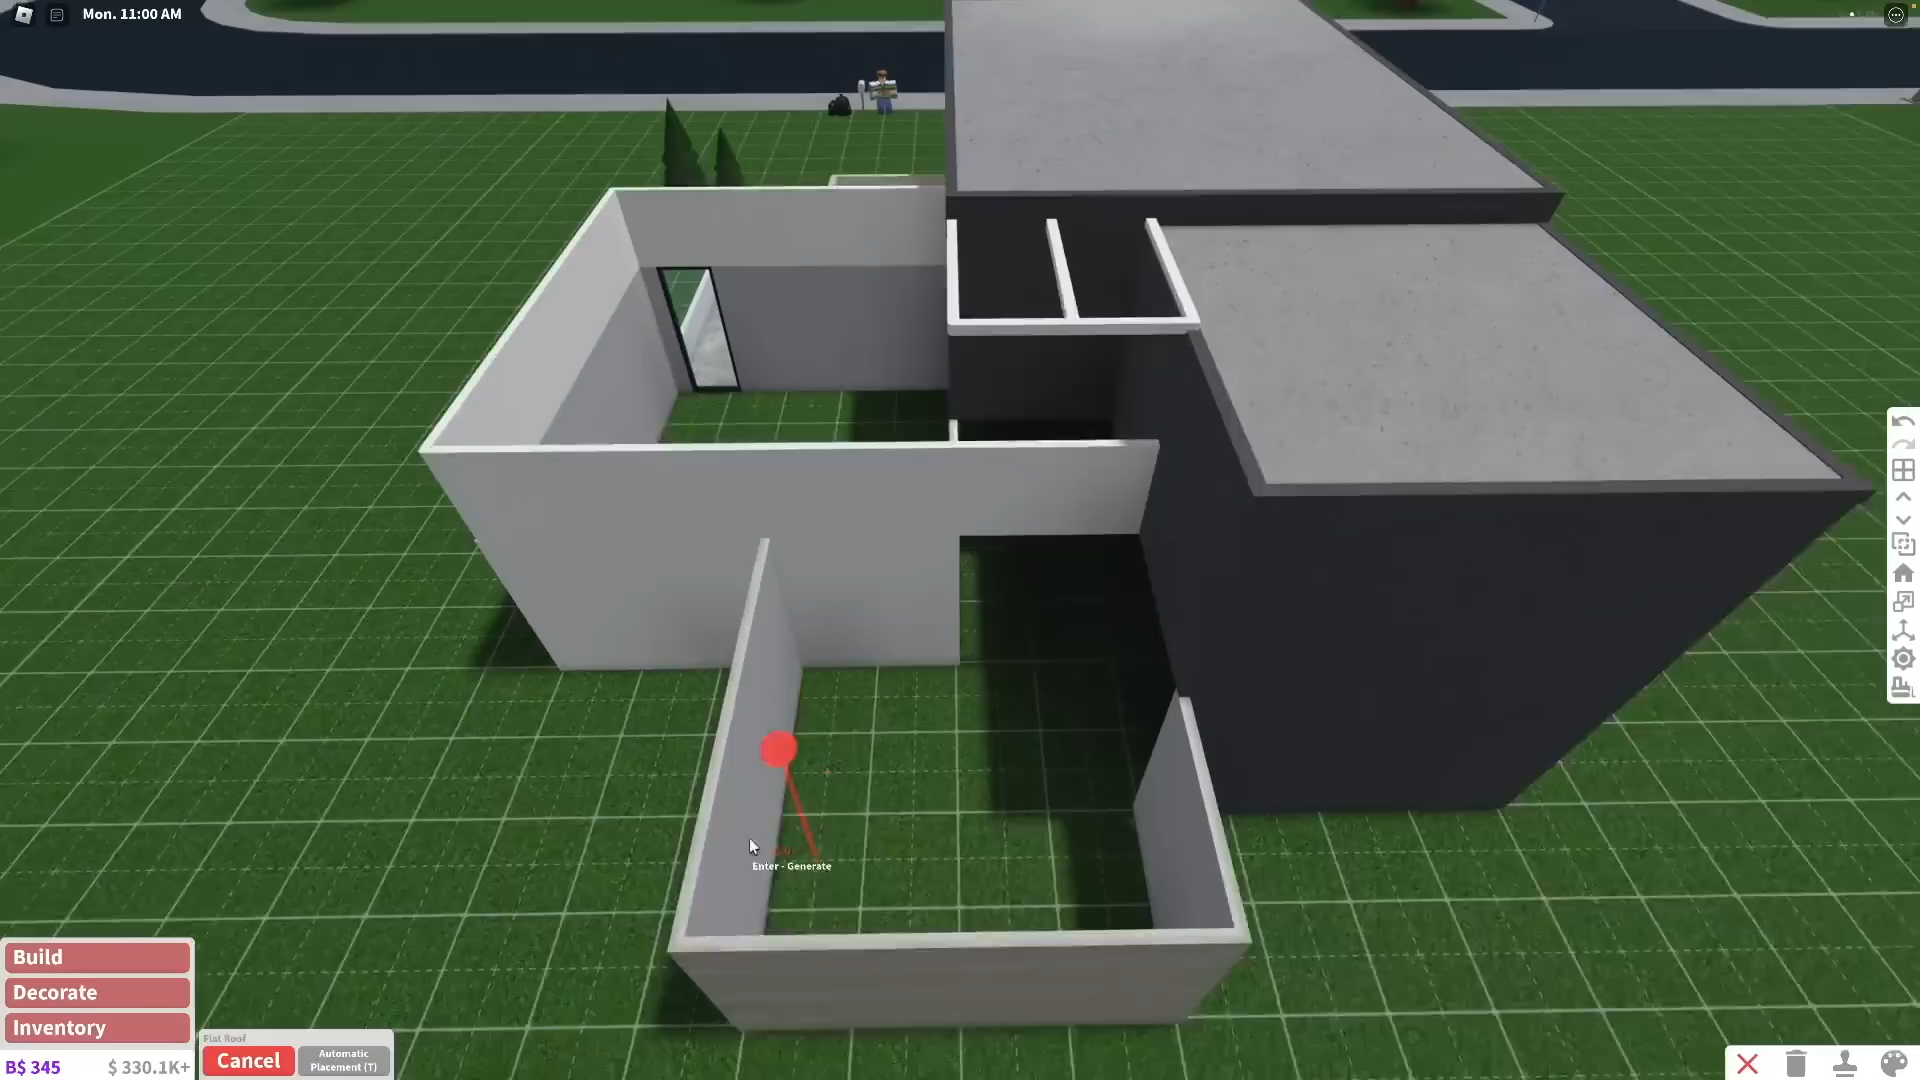 Mon. 11:00 AM
Enter - Generate
Build
Decorate
Inventory
B$ 345
$ 330.1K+
Flat Roof
Cancel
Automatic
Placement (T)